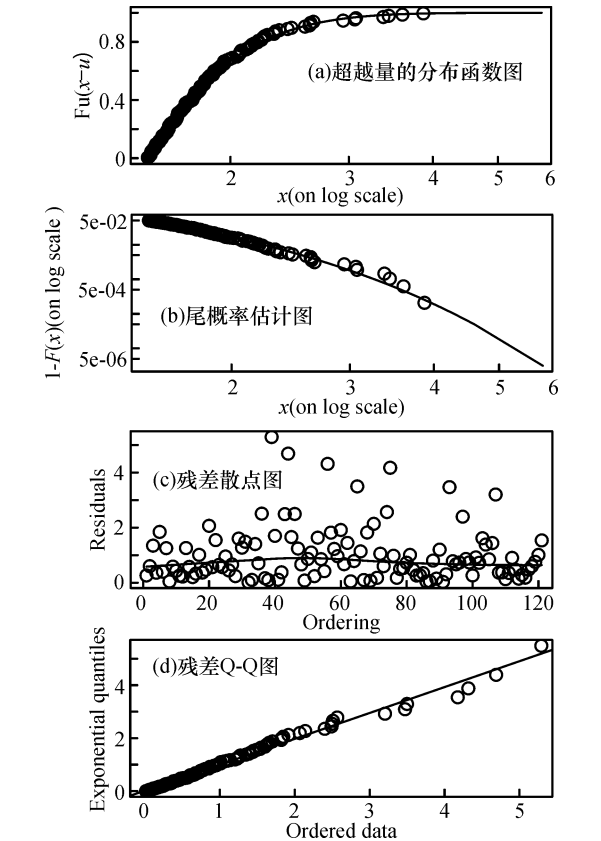 0.8
0.4
0
Fu(x−u)
(a)超越量的分布函数图
2 3 4 5 6
x(on log scale)
5e-02
5e-04
5e-06
1-F(x)(on log scale )
(b)尾概率估计图
2 3 4 5 6
x(on log scale)
4
2
0
Residuals
(c)残差散点图
0 20 40 60 80 100 120
Ordering
4
2
0
Exponential quantiles
(d)残差Q-Q图
0 1 2 3 4 5
Ordered data